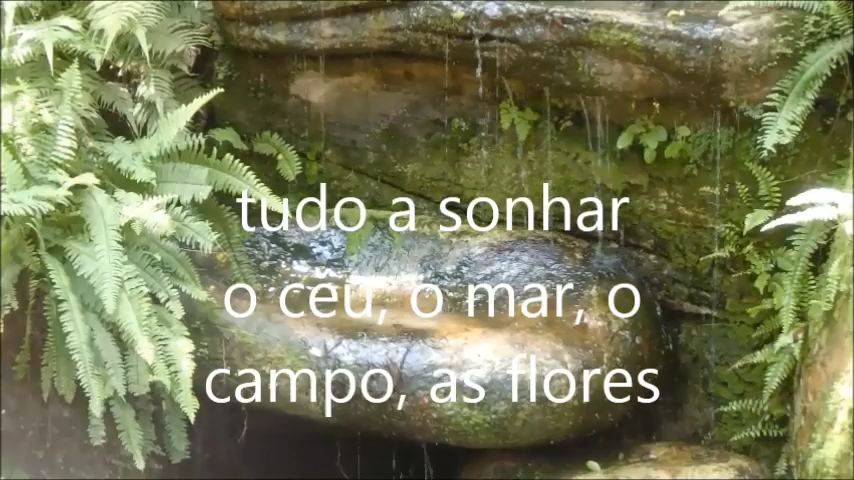 tudo a sonhar
o céu, o mar, o
campo, as flores